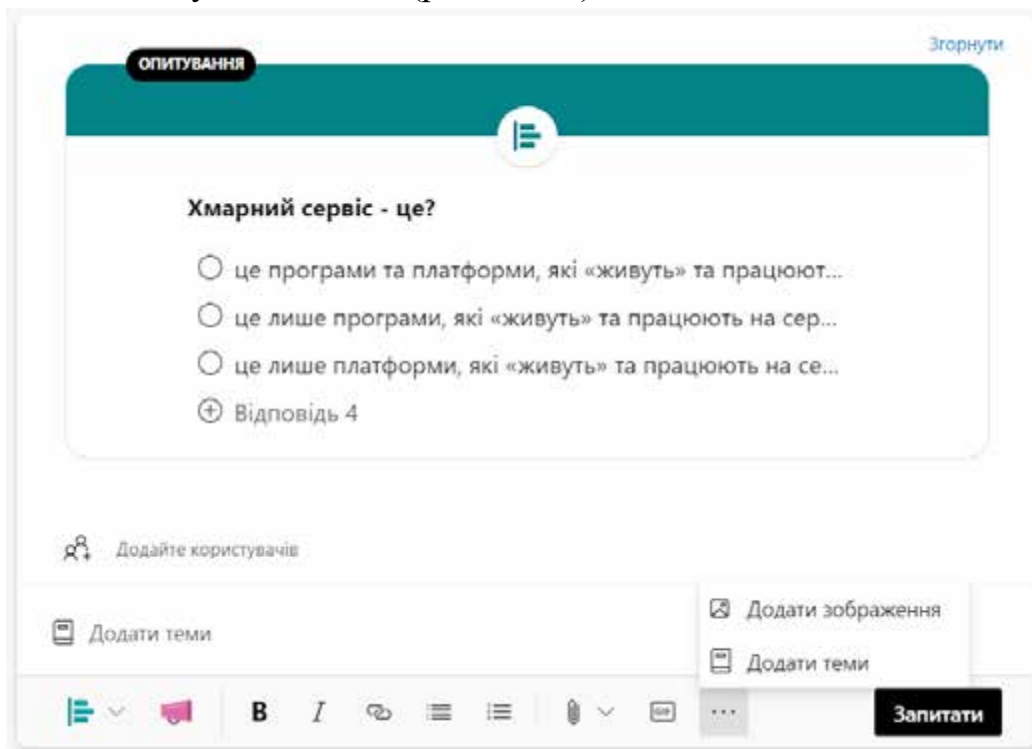 Згорнути
ОПИТУВАННЯ
Хмарний сервіс - це?
це програми та платформи, які «живуть» та працюют...
це лише програми, які «живуть» та працюють на сер...
це лише платформи, які «живуть» та працюють на се...
Відповідь 4
Додайте користувачів
Додати зображення
Додати теми
Додати теми
B I GIF ... Запитати